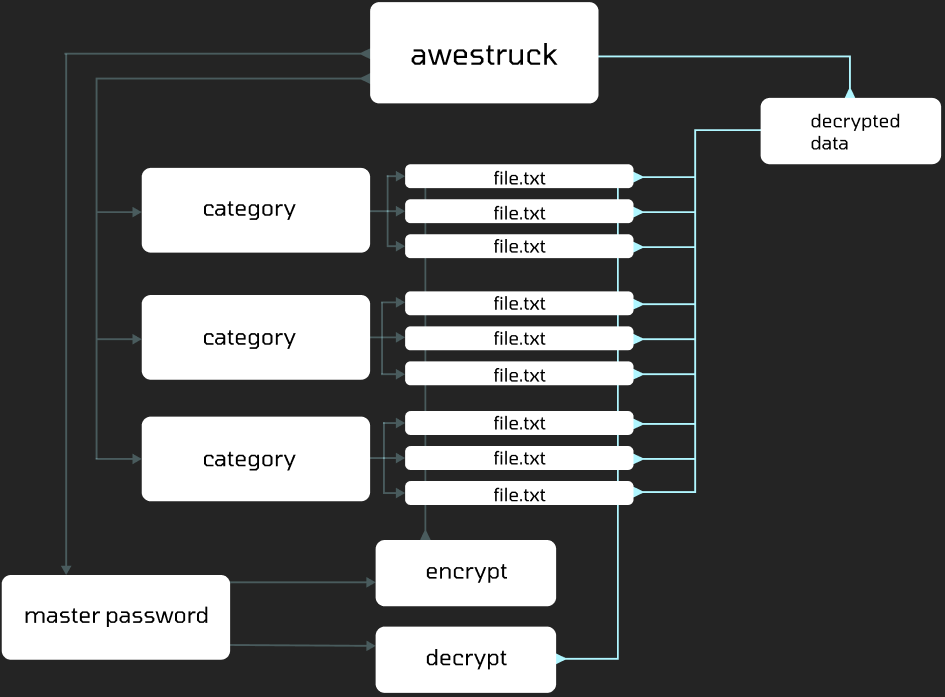 awestruck
decrypted
data
category
file.txt
file.txt
file.txt
category
file.txt
file.txt
file.txt
category
file.txt
file.txt
file.txt
encrypt
master password
decrypt